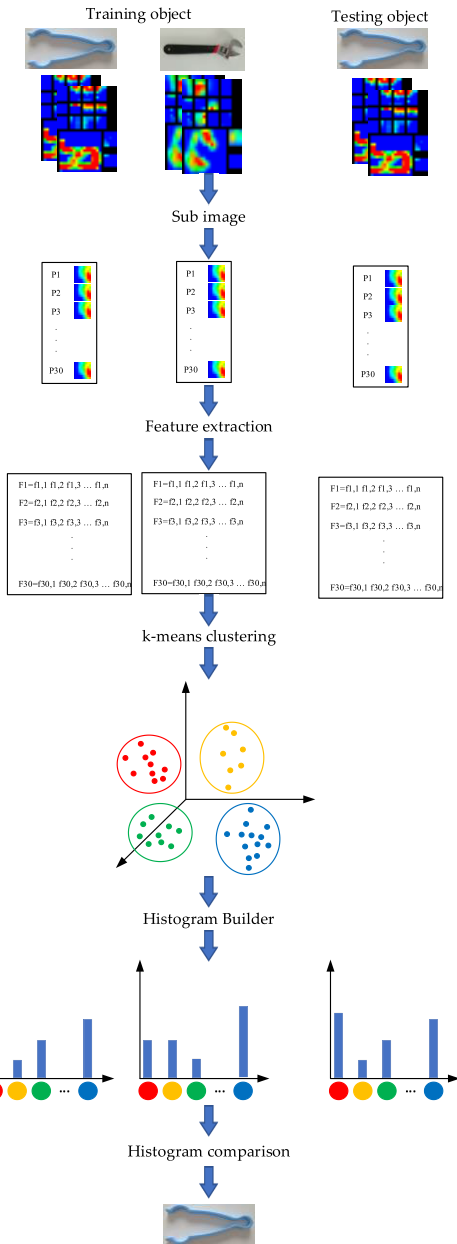 Training object
Testing object
Sub image
P1
P2
P3
.
.
.
P30
P1
P2
P3
.
.
.
P30
P1
P2
P3
.
.
.
P30
Feature extraction
F1=f1,1 f1,2 f1,3 … f1,n
F2=f2,1 f2,2 f2,3 … f2,n
F3=f3,1 f3,2 f3,3 … f3,n
.
.
.
F30=f30,1 f30,2 f30,3 … f30,n
F1=f1,1 f1,2 f1,3 … f1,n
F2=f2,1 f2,2 f2,3 … f2,n
F3=f3,1 f3,2 f3,3 … f3,n
.
.
.
F30=f30,1 f30,2 f30,3 … f30,n
F1=f1,1 f1,2 f1,3 … f1,n
F2=f2,1 f2,2 f2,3 … f2,n
F3=f3,1 f3,2 f3,3 … f3,n
.
.
.
F30=f30,1 f30,2 f30,3 … f30,n
k-means clustering
Histogram Builder
...
...
...
Histogram comparison